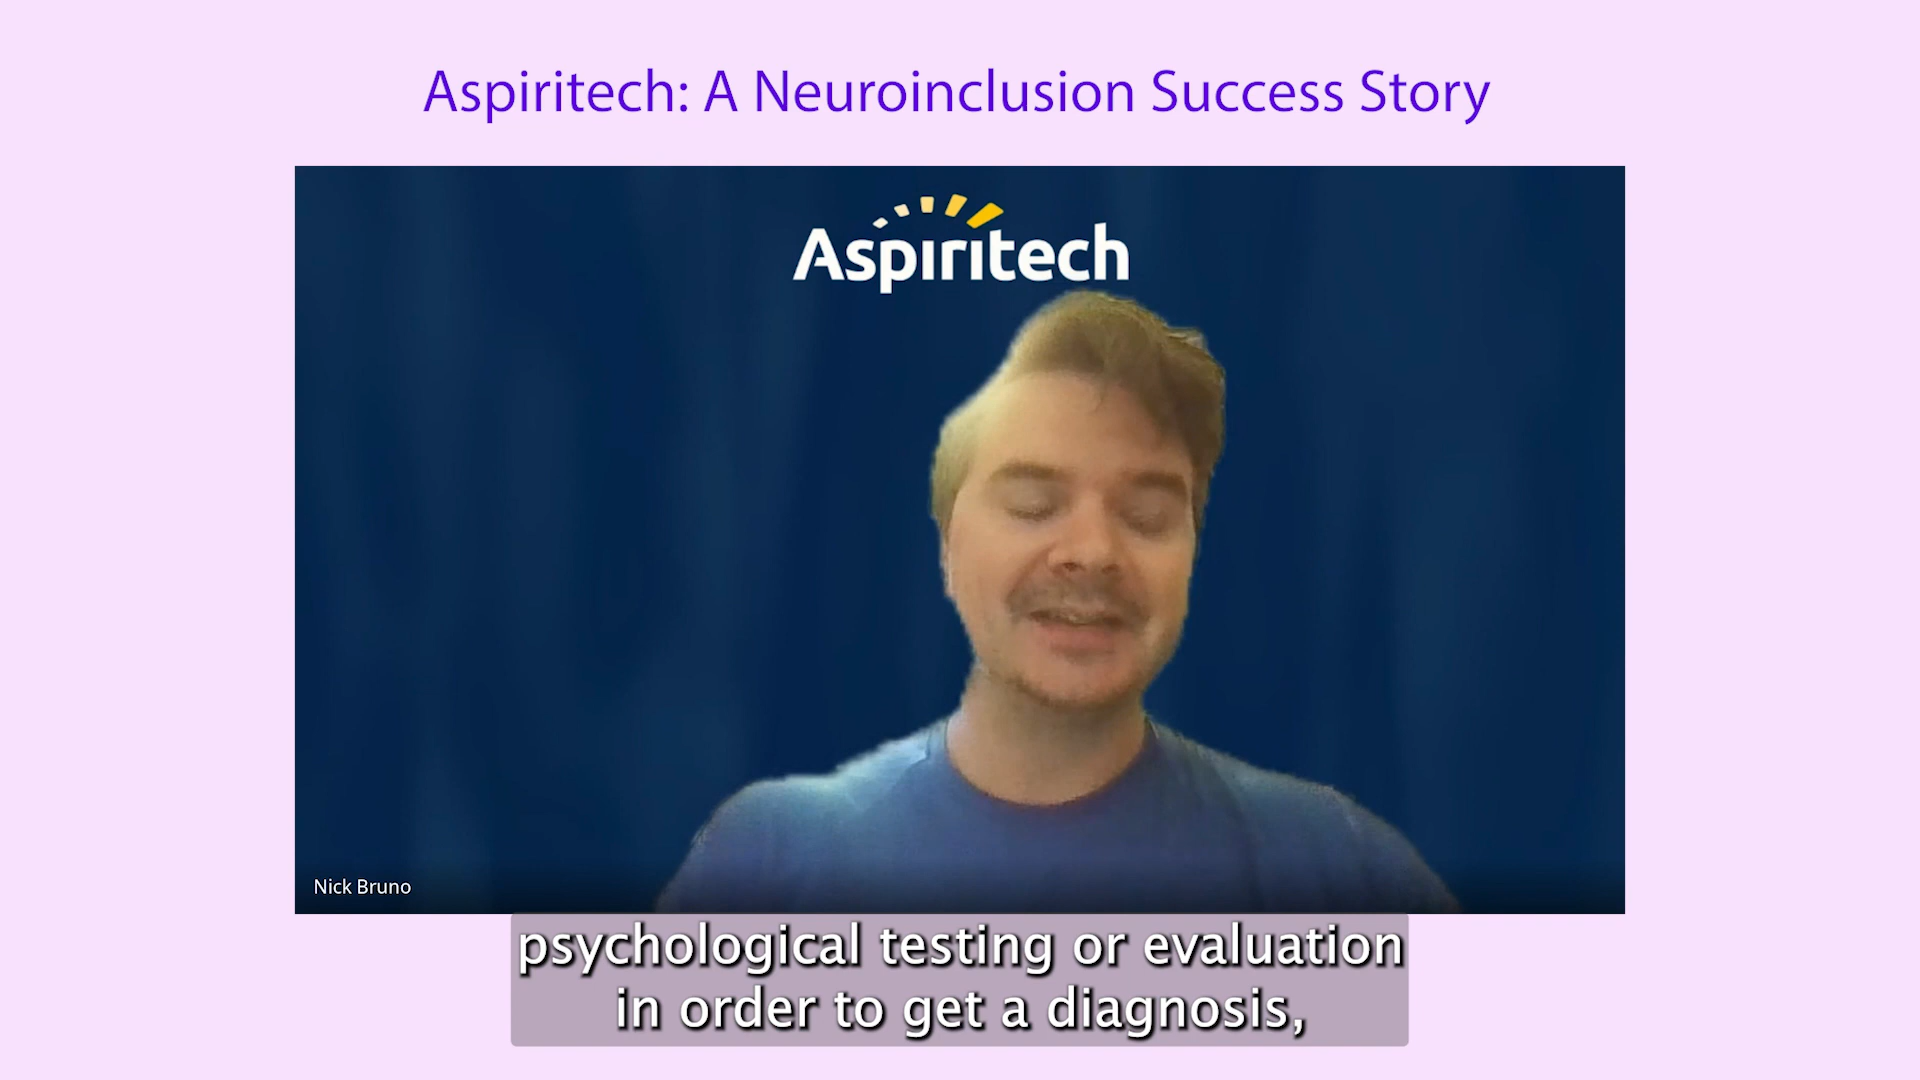 Aspiritech: A Neuroinclusion Success Story
Aspiritech
Nick Bruno
psychological testing or evaluation
in order to get a diagnosis,